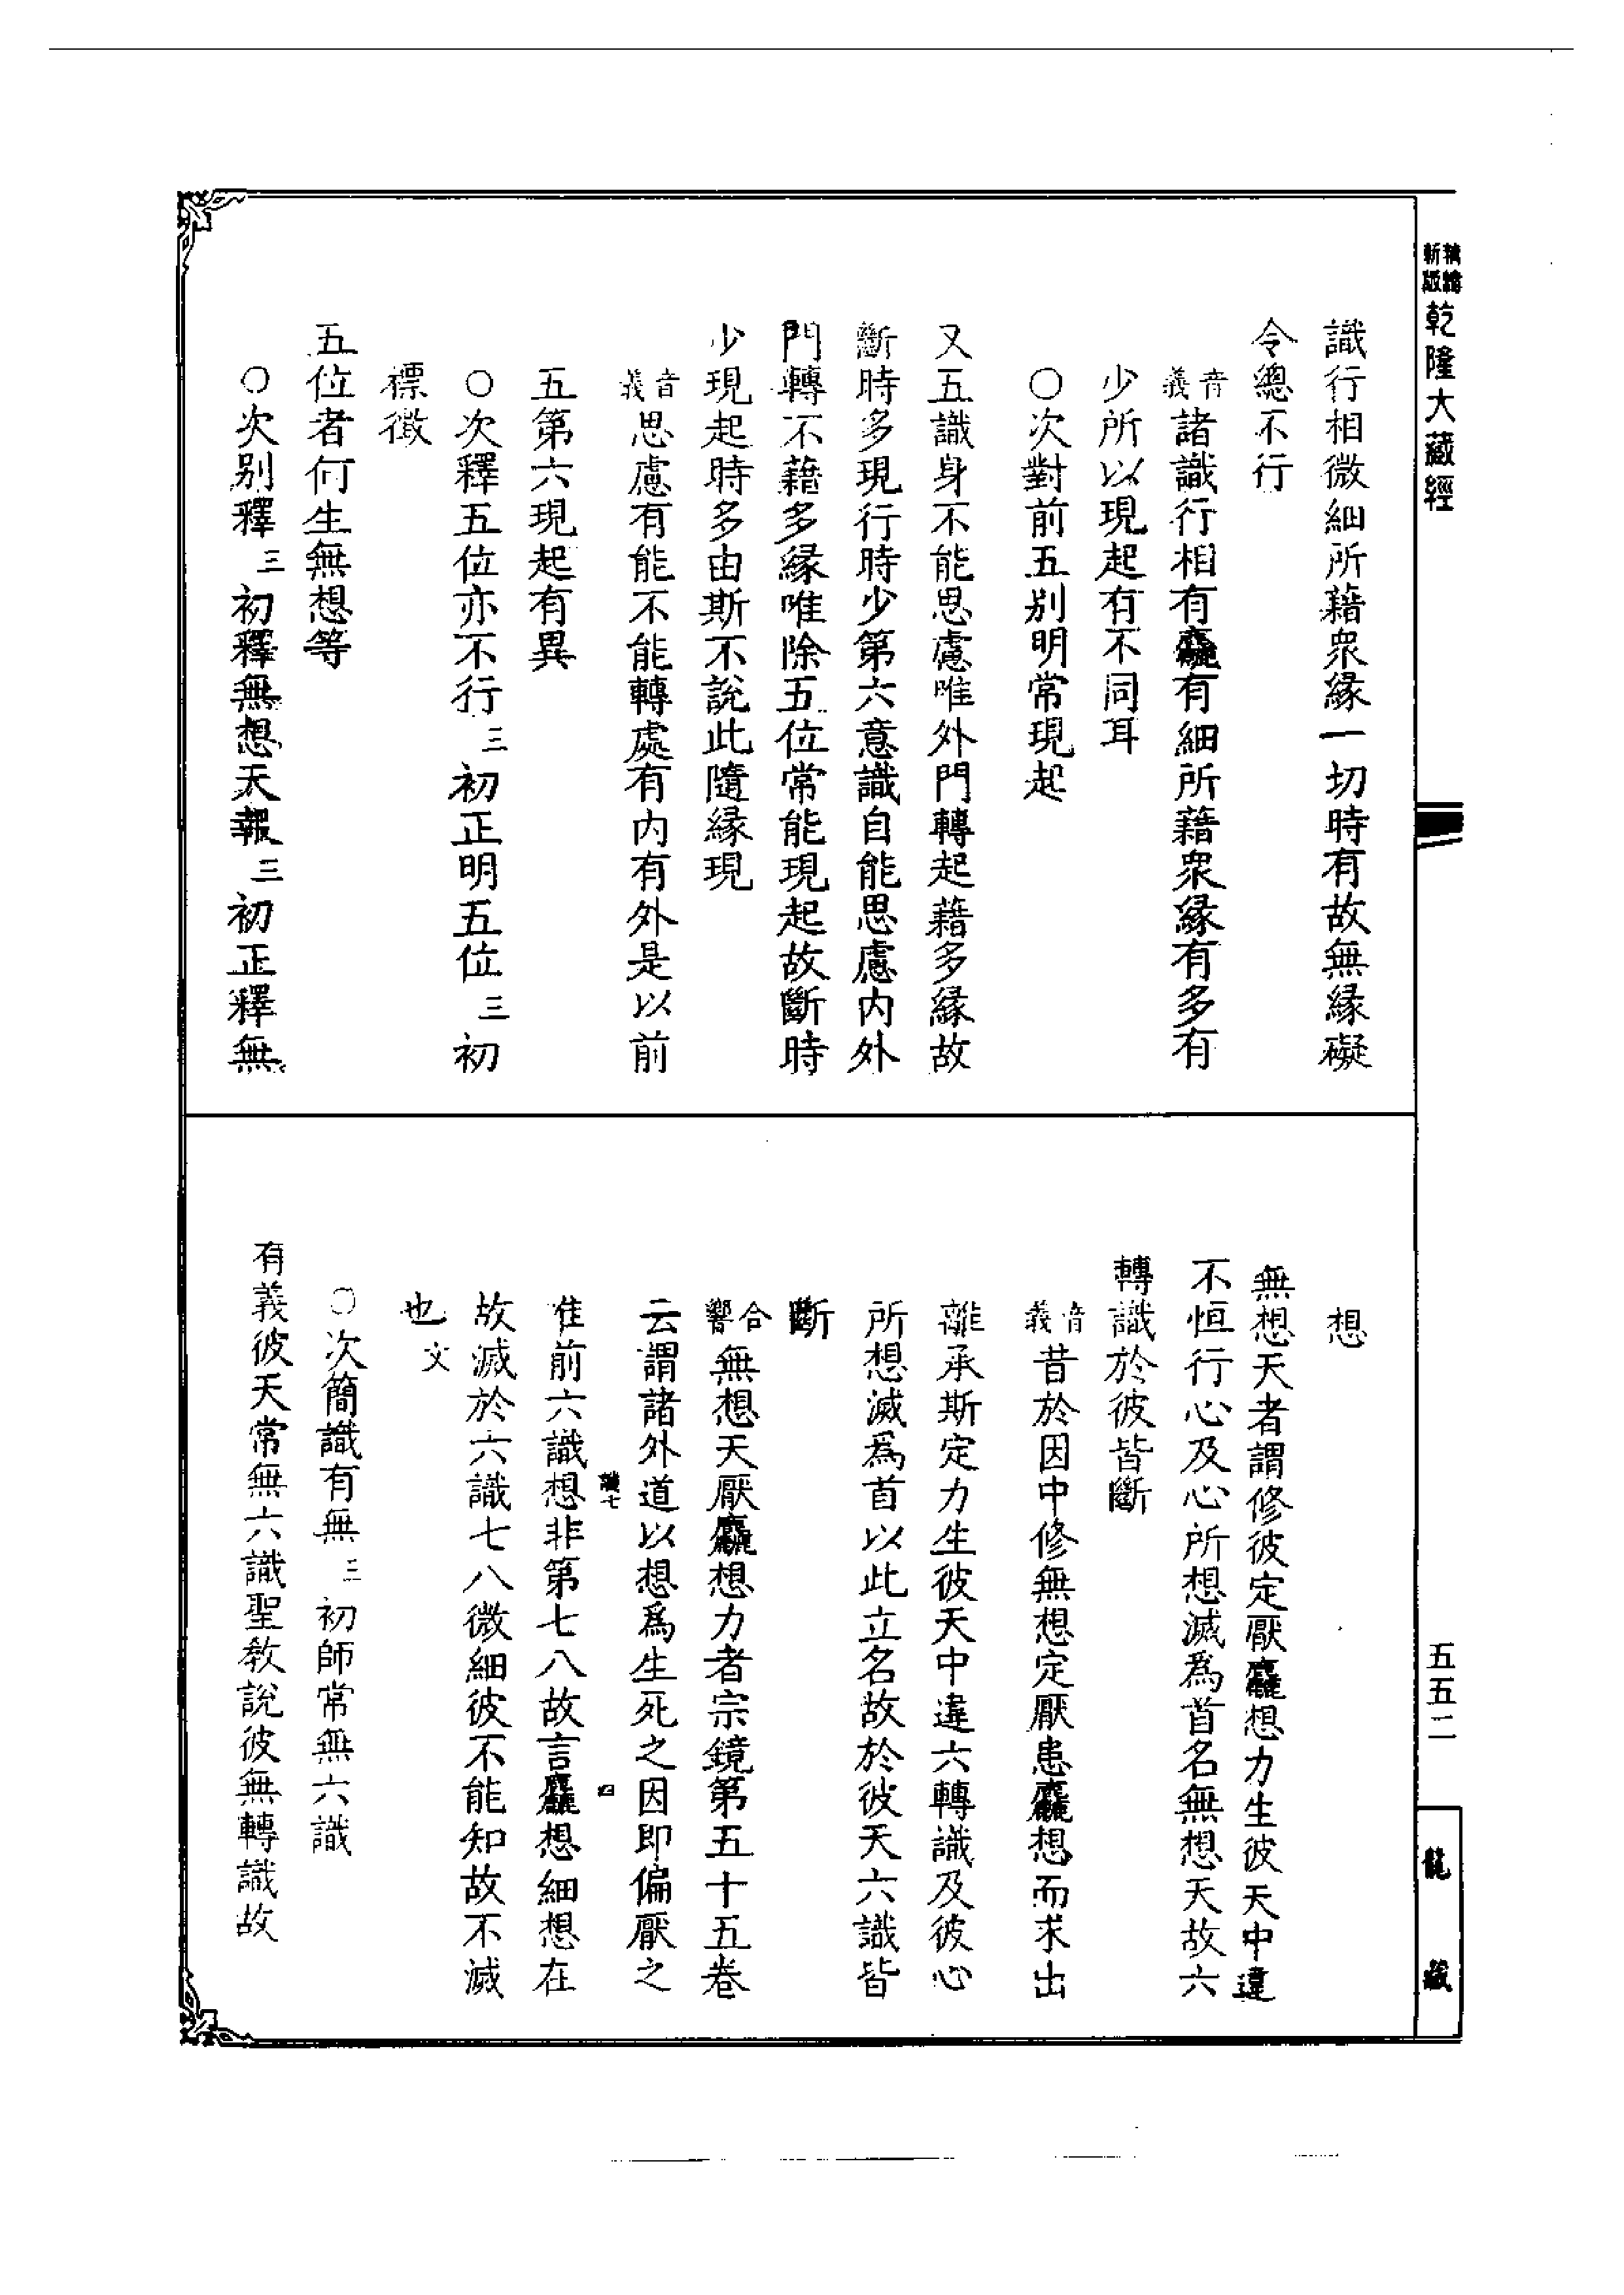 新版
乾隆大藏經
識行相微細所藉眾緣一切時有故無緣礙
令總不行
音義諸識行相有麤有細所藉眾緣有多有
少所以現起有不同耳
○次對前五別明常現起
又五識身不能思慮唯外門轉起藉多緣故
斷時多現行時少第六意識自能思慮內外
門轉不藉多緣唯除五位常能現起故斷時
少現起時多由斯不說此隨緣現
音義思慮有能不能轉處有內有外是以前
五第六現起有異
○次釋五位亦不行三初正明五位三初
標徵
五位者何生無想等
○次別釋三初釋無想天報三初正釋無
想
無想天者謂修彼定厭麤想力生彼天中違
不恒行心及心所想滅為首名無想天故六
轉識於彼皆斷
音義昔於因中修無想定厭患麤想而求出
離承斯定力生彼天中違六轉識及彼心
所想滅為首以此立名故於彼天六識皆
斷
合響無想天厭麤想力者宗鏡第五十五卷
云謂諸外道以想為生死之因即偏厭之
唯前六識想非第七八故言麤想細想在
故滅於六識七八微細彼不能知故不滅
也文
○次簡識有無三初師常無六識
有義彼天常無六識聖教說彼無轉識故
五五二
龍藏